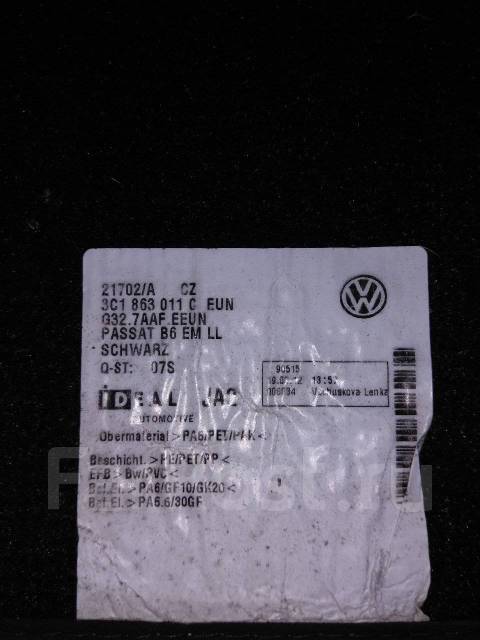 21702/A CZ
3C1 863 011 C EUN
G32.7AAF.EEUN
PASSAT B6 EM LL
SCHWARZ
Q-ST: 07S
90515
IDEAL JAC
AUTOMOTIVE
Obermaterial >PA6/PET/
Beschicht. >PE/PET/PP<
EFB >Bw/PVC<
Bef.El. >PA6/GF10/GK20<
Bef.El. >PA6.6/30GF